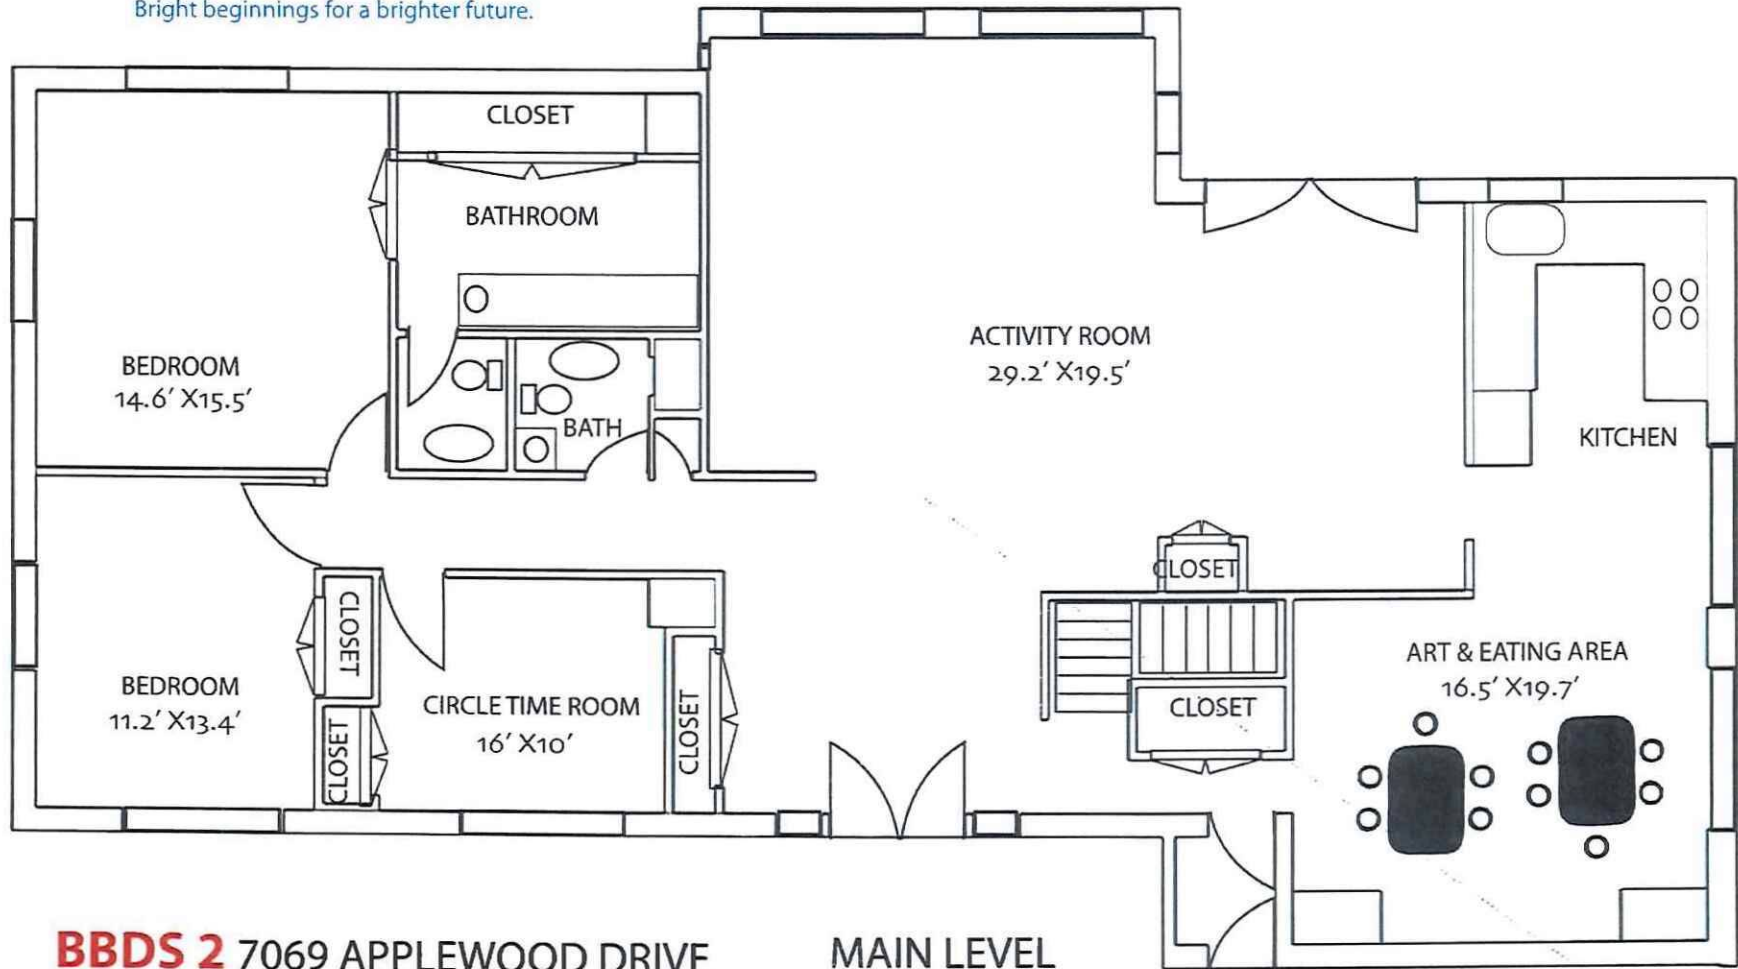 Bright beginnings for a brighter future.
CLOSET
BATHROOM
BEDROOM
14.6' X15.5'
BATH
ACTIVITY ROOM
29.2' X19.5'
KITCHEN
CLOSET
CLOSET
BEDROOM
11.2' X13.4'
CLOSET
CIRCLE TIME ROOM
16' X10'
CLOSET
CLOSET
ART & EATING AREA
16.5' X19.7'
BBDS 2 7069 APPLEWOOD DRIVE
MAIN LEVEL